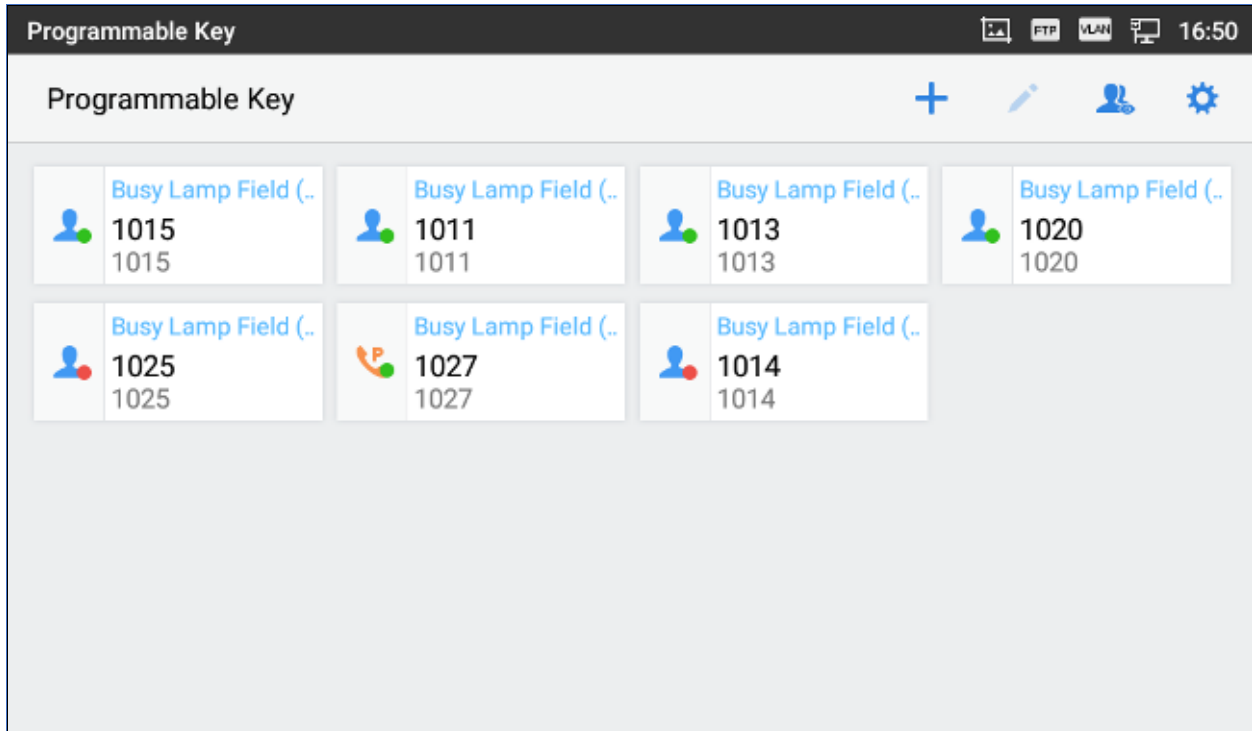 Programmable Key
FTP VLAN 16:50
Programmable Key
Busy Lamp Field (..
1015
1015
Busy Lamp Field (..
1011
1011
Busy Lamp Field (..
1013
1013
Busy Lamp Field (..
1020
1020
Busy Lamp Field (..
1025
1025
P
Busy Lamp Field (..
1027
1027
Busy Lamp Field (..
1014
1014